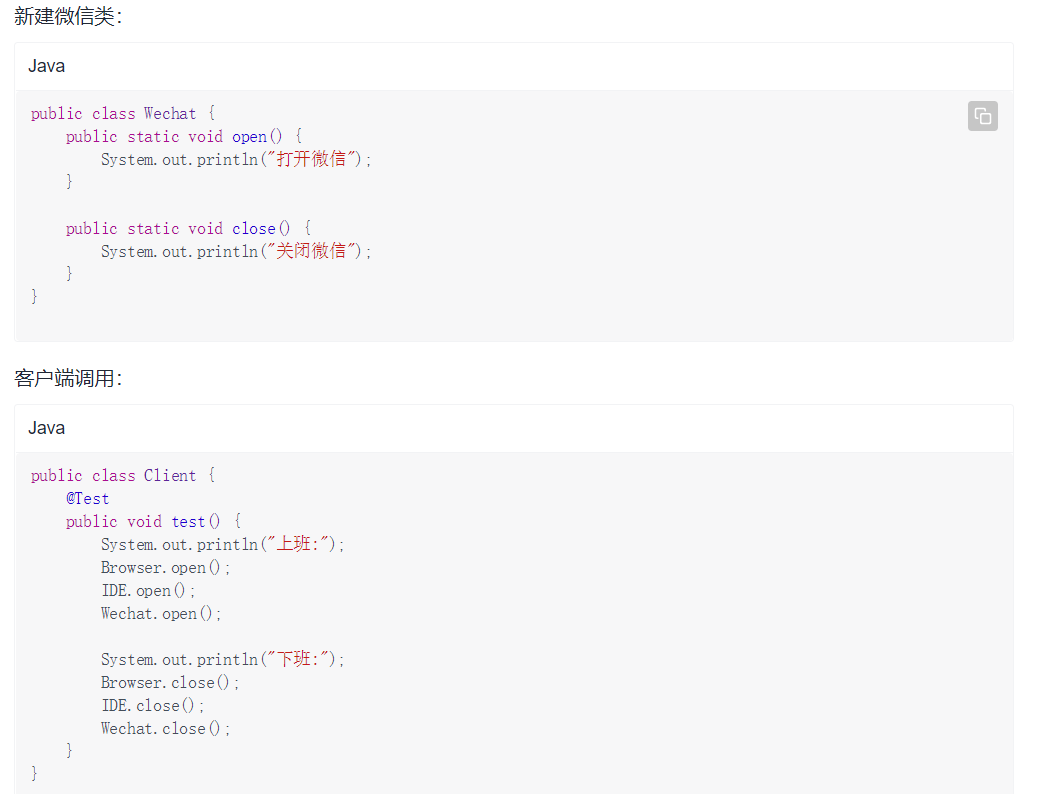 新建微信类：
Java
public class Wechat {
    public static void open() {
        System.out.println("打开微信");
    }

    public static void close() {
        System.out.println("关闭微信");
    }
}

客户端调用：
Java
public class Client {
    @Test
    public void test() {
        System.out.println("上班:");
        Browser.open();
        IDE.open();
        Wechat.open();

        System.out.println("下班:");
        Browser.close();
        IDE.close();
        Wechat.close();
    }
}